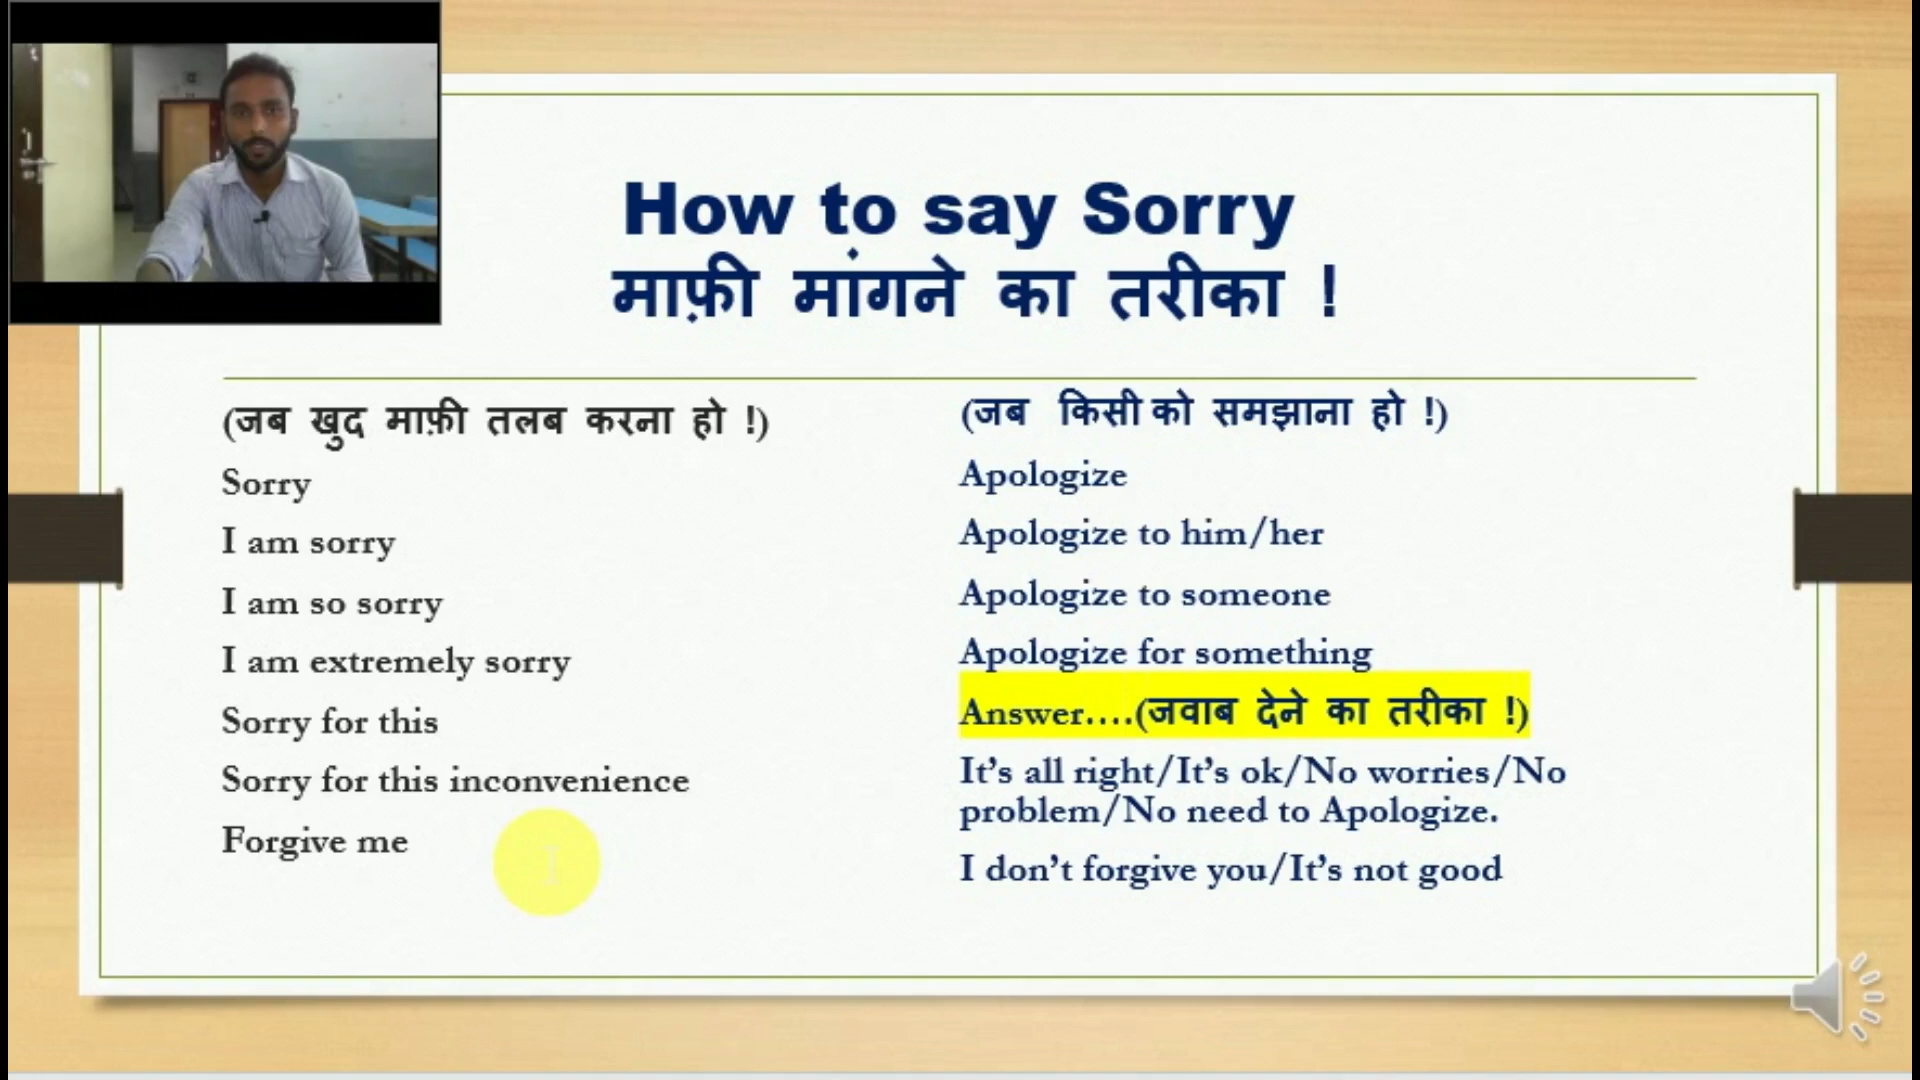 How to say Sorry
माफ़ी मांगने का तरीका !
(जब खुद माफ़ी तलब करना हो !)
Sorry
I am sorry
I am so sorry
I am extremely sorry
Sorry for this
Sorry for this inconvenience
Forgive me
(जब किसी को समझाना हो !)
Apologize
Apologize to him/her
Apologize to someone
Apologize for something
Answer....(जवाब देने का तरीका !)
It’s all right/It’s ok/No worries/No
problem/No need to Apologize.
I don’t forgive you/It’s not good